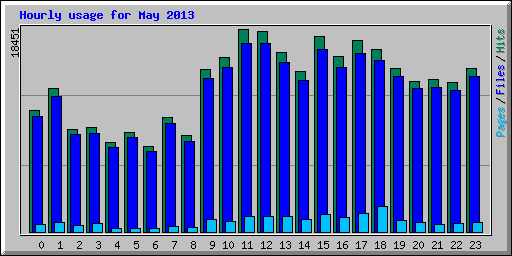 Hourly usage for May 2013
18451
Pages/Files/Hits
0 1 2 3 4 5 6 7 8 9 10 11 12 13 14 15 16 17 18 19 20 21 22 23